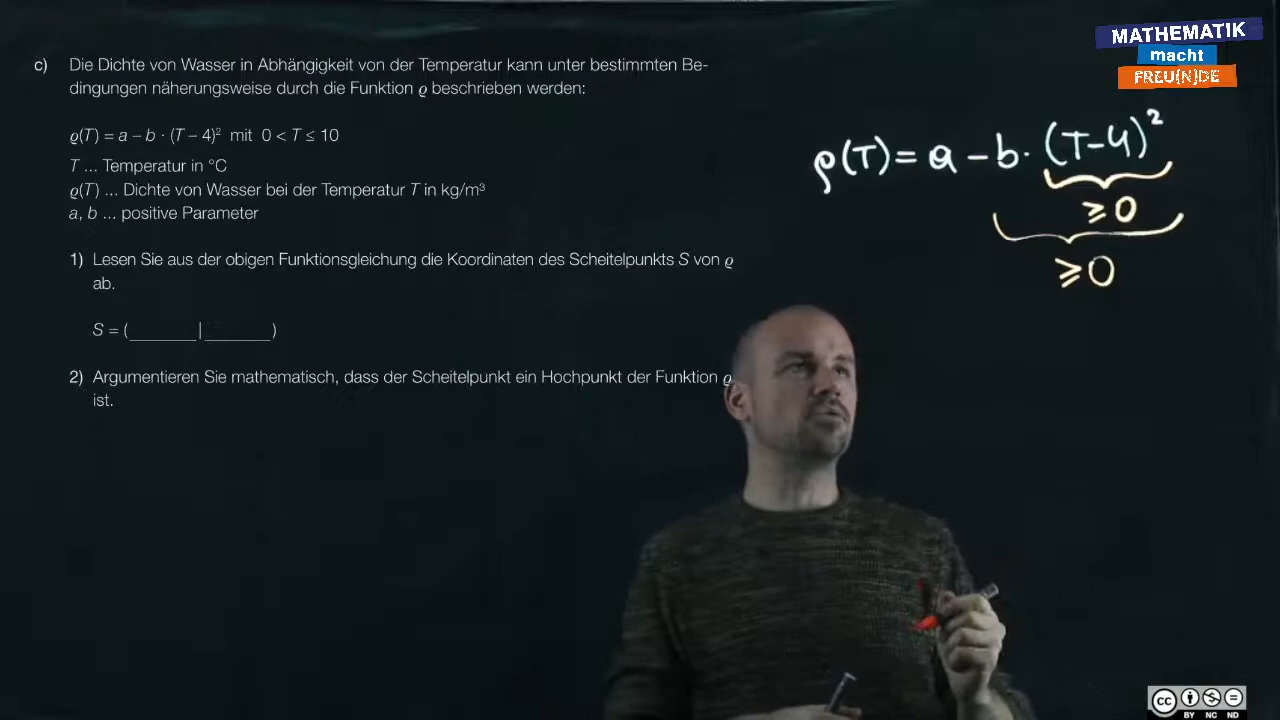 MATHEMATIK
macht
FREU(N)DE
c) Die Dichte von Wasser in Abhängigkeit von der Temperatur kann unter bestimmten Be-
dingungen näherungsweise durch die Funktion ϱ beschrieben werden:
ϱ(T) = a – b · (T – 4)² mit 0 < T ≤ 10
T ... Temperatur in °C
ϱ(T) ... Dichte von Wasser bei der Temperatur T in kg/m³
a, b ... positive Parameter
1) Lesen Sie aus der obigen Funktionsgleichung die Koordinaten des Scheitelpunkts S von ϱ
ab.
S = (_______|_______)
2) Argumentieren Sie mathematisch, dass der Scheitelpunkt ein Hochpunkt der Funktion ϱ
ist.
ρ(T) = a – b · (T–4)²
≥ 0
≥ 0
cc
BY NC ND